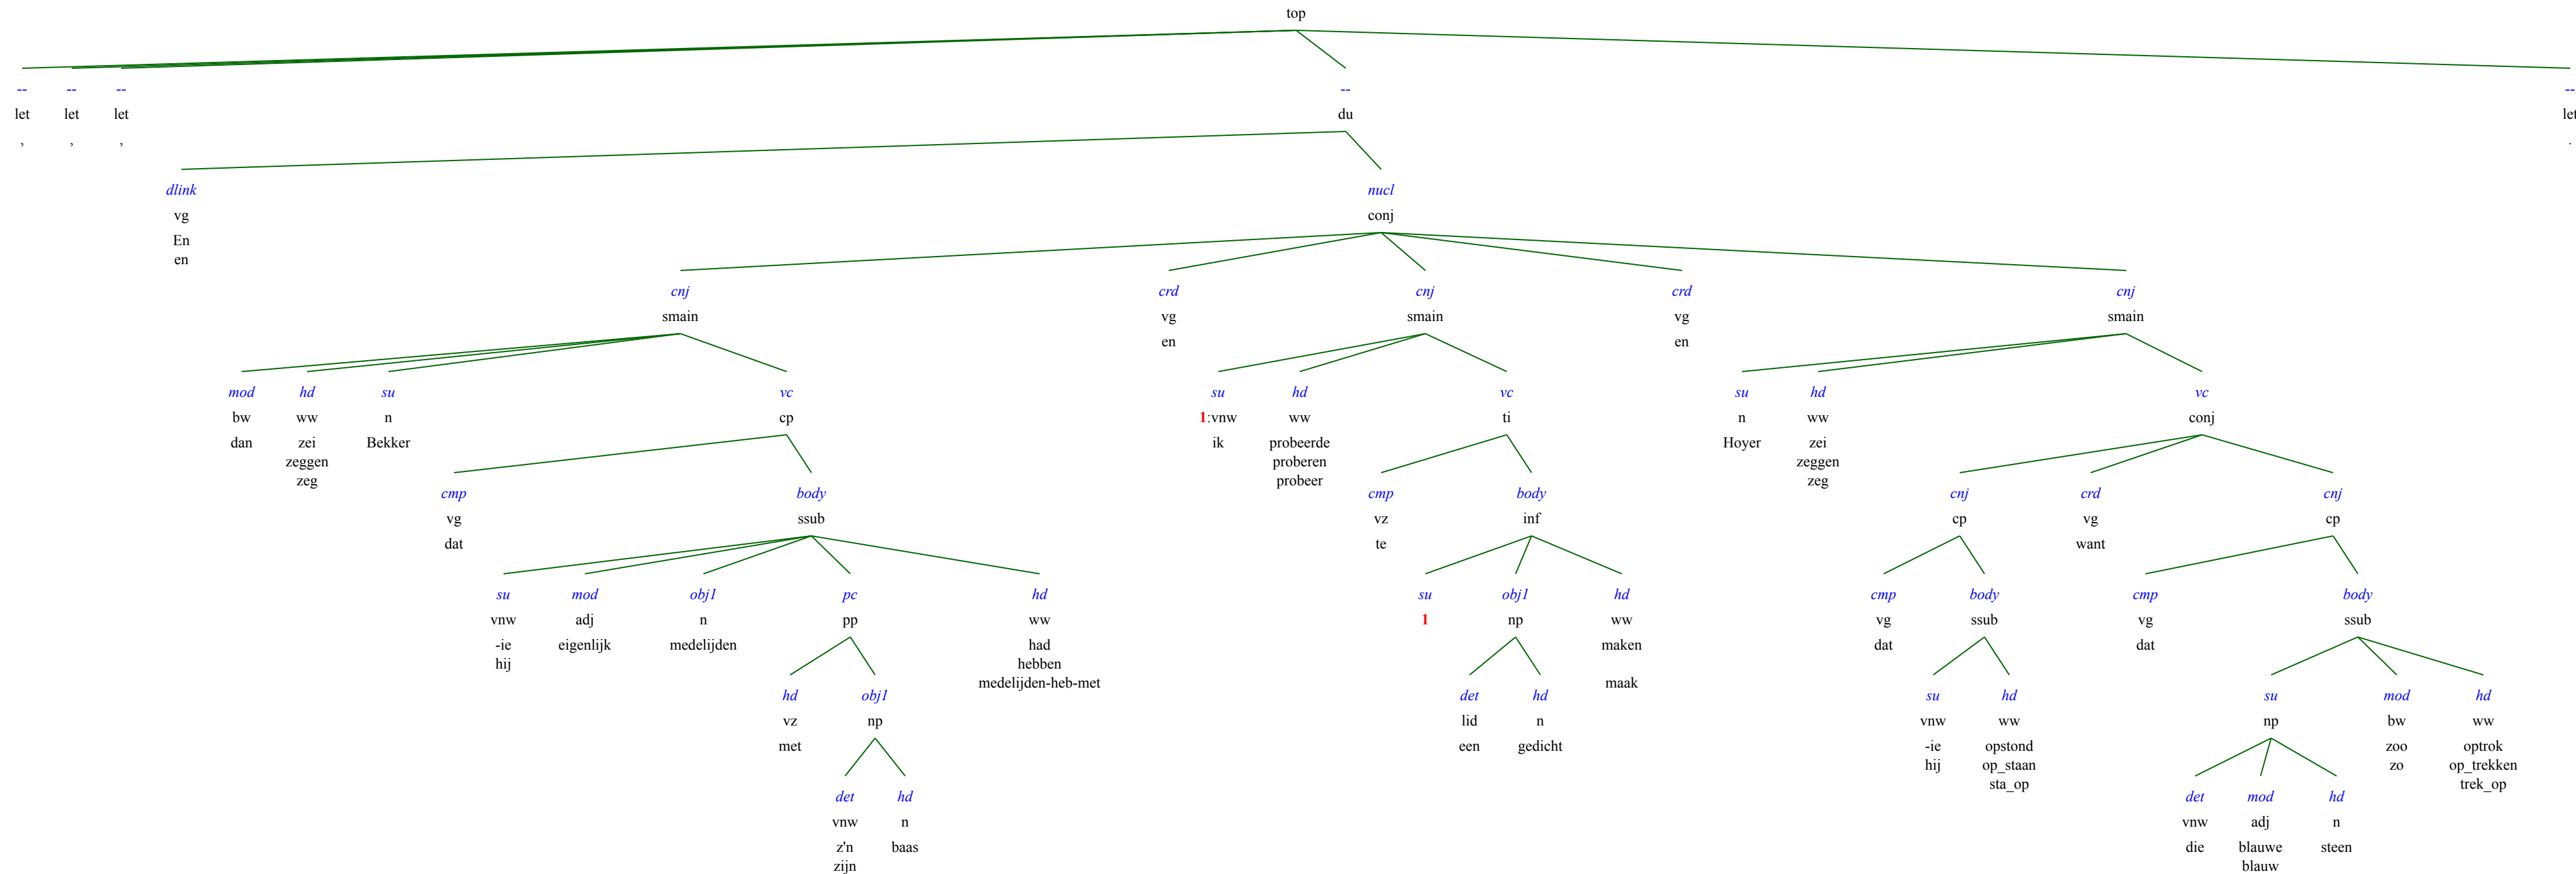 top
-- -- -- -- --
let let let du let
, , , .
dlink nucl
vg conj
En
en
cnj crd cnj crd cnj
smain vg smain vg smain
en en
mod hd su vc su hd vc su hd vc
bw ww n cp 1:vnw ww ti n ww conj
dan zei Bekker ik probeerde Hoyer zei
zeggen proberen zeggen
zeg probeer zeg
cmp body cmp body cnj crd cnj
vg ssub vz inf cp vg cp
dat te want
su mod obj1 pc hd su obj1 hd cmp body cmp body
vnw adj n pp ww 1 np ww vg ssub vg ssub
-ie eigenlijk medelijden had maken dat dat
hij hebben
medelijden-heb-met maak
hd obj1 det hd su hd su mod hd
vz np lid n vnw ww np bw ww
met een gedicht -ie opstond zoo optrok
hij op_staan zo op_trekken
sta_op trek_op
det hd det mod hd
vnw n vnw adj n
z'n baas die blauwe steen
zijn blauw